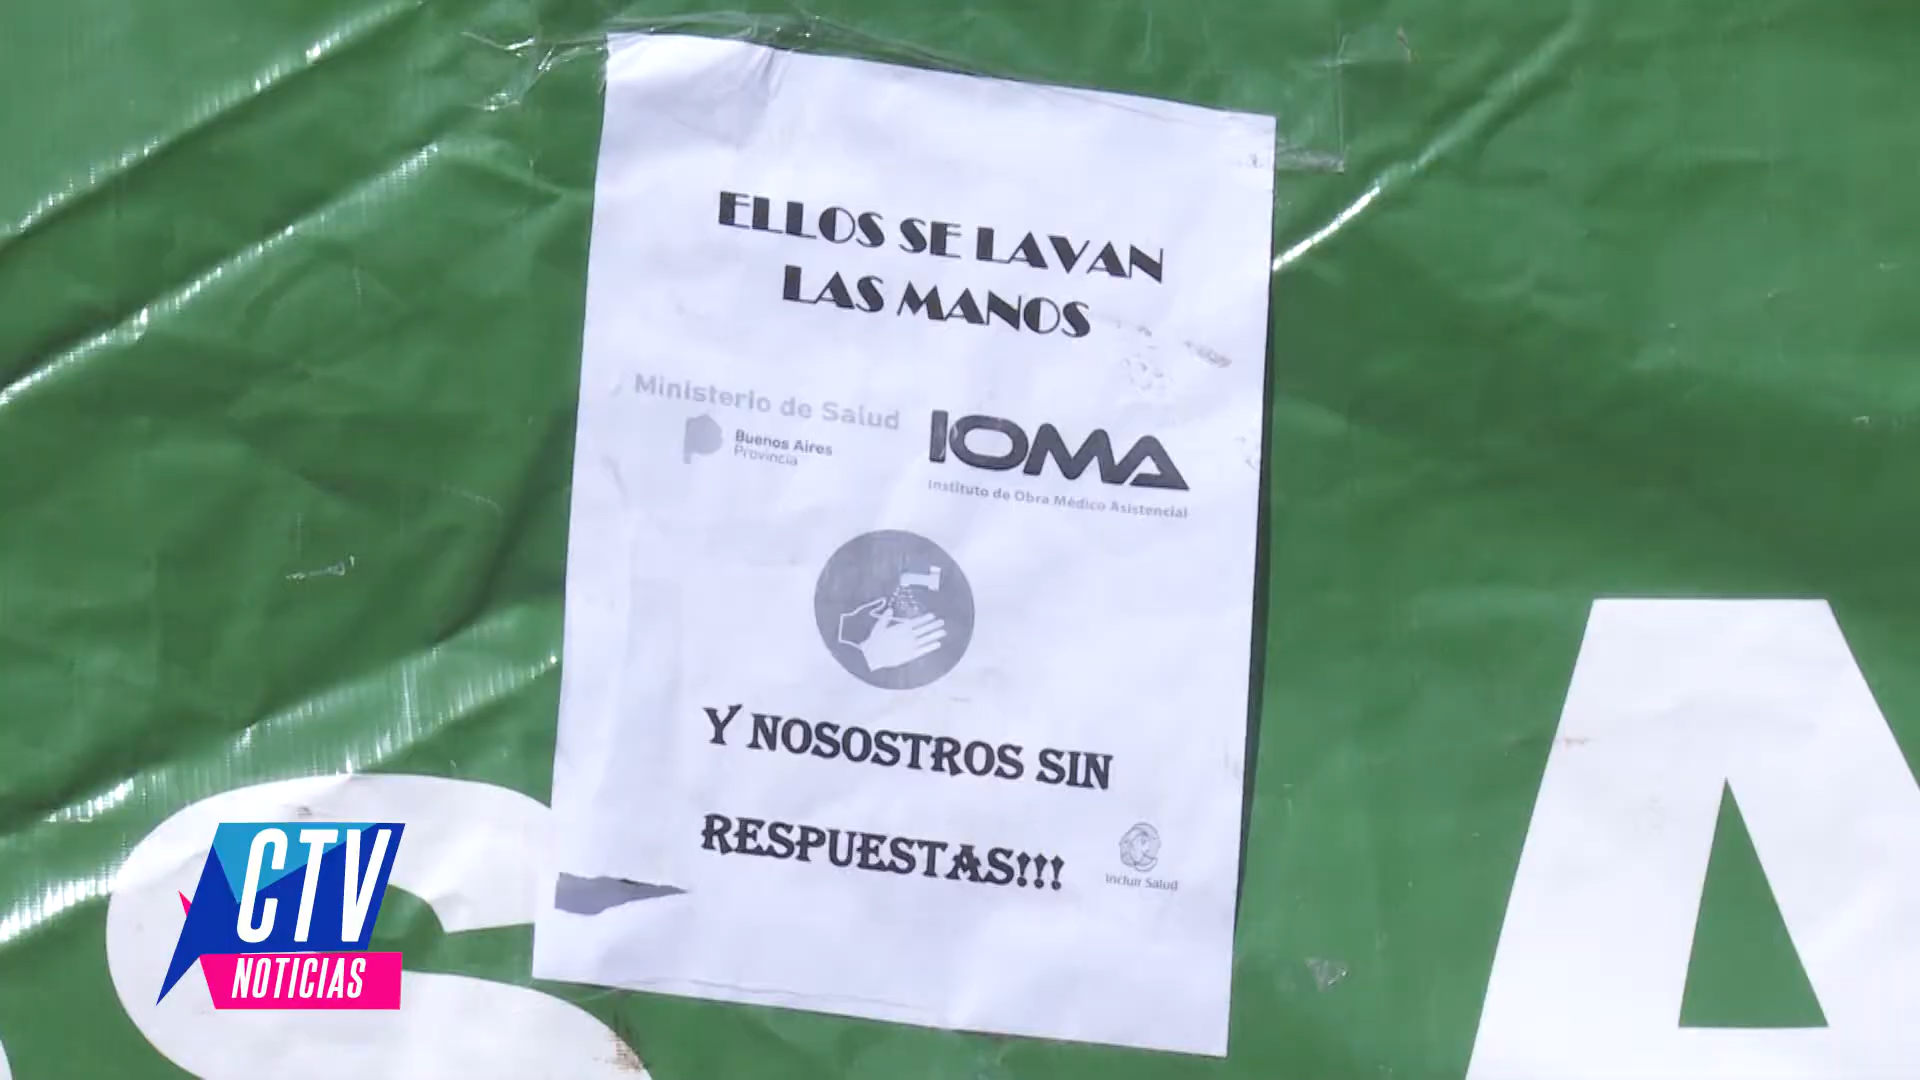 ELLOS SE LAVAN
LAS MANOS
Ministerio de Salud
Buenos Aires
Provincia
IOMA
Instituto de Obra Médico Asistencial
Y NOSOSTROS SIN
RESPUESTAS!!!
Incluir Salud
S
A
CTV
NOTICIAS